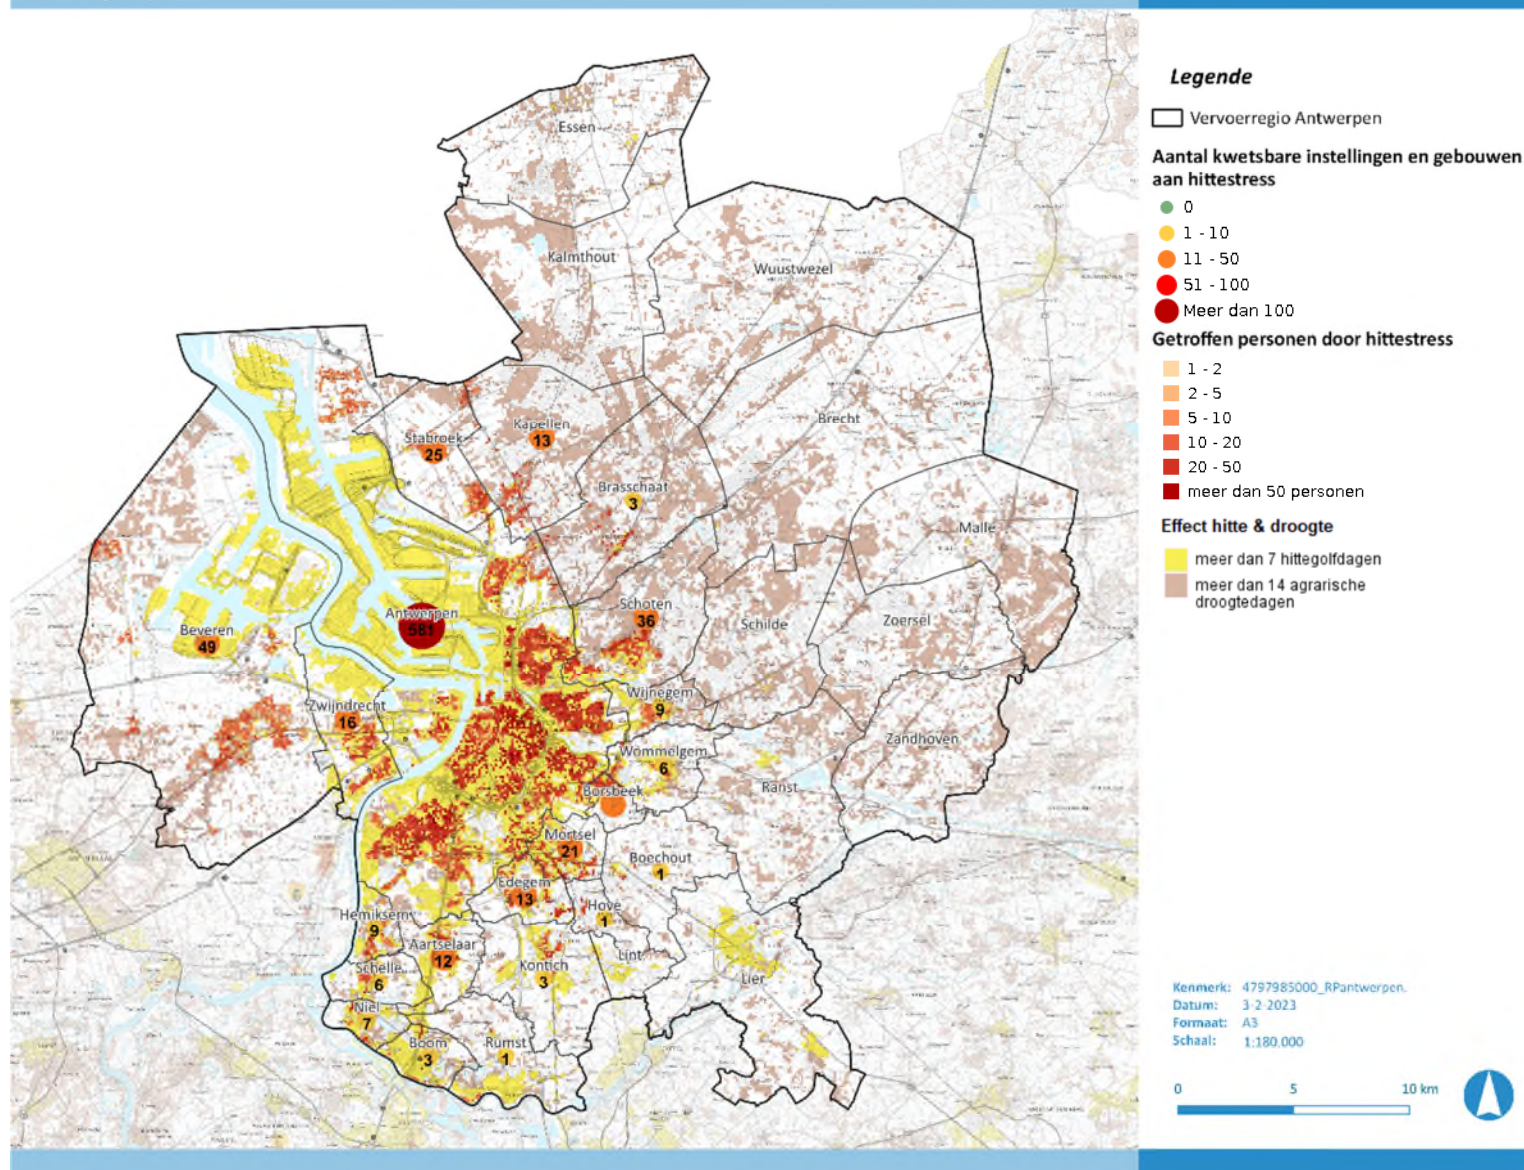 Essen
Kalmthout
Wuustwezel
Brecht
Stabroek
25
Kapellen
13
Brasschaat
3
Malle
Antwerpen
581
Schoten
36
Schilde
Zoersel
Beveren
49
Zwijndrecht
16
Wijnegem
9
Wommelgem
6
Zandhoven
Borsbeek
Ranst
Mortsel
21
Boechout
1
Edegem
13
Hove
1
Hemiksem
9
Aartselaar
12
Lint
Kontich
3
Lier
Schelle
6
Niel
7
Boom
3
Rumst
1
Legende
Vervoerregio Antwerpen
Aantal kwetsbare instellingen en gebouwen
aan hittestress
0
1 - 10
11 - 50
51 - 100
Meer dan 100
Getroffen personen door hittestress
1 - 2
2 - 5
5 - 10
10 - 20
20 - 50
meer dan 50 personen
Effect hitte & droogte
meer dan 7 hittegolfdagen
meer dan 14 agrarische
droogtedagen
Kenmerk: 4797985000_RPantwerpen.
Datum: 3-2-2023
Formaat: A3
Schaal: 1:180.000
0 5 10 km